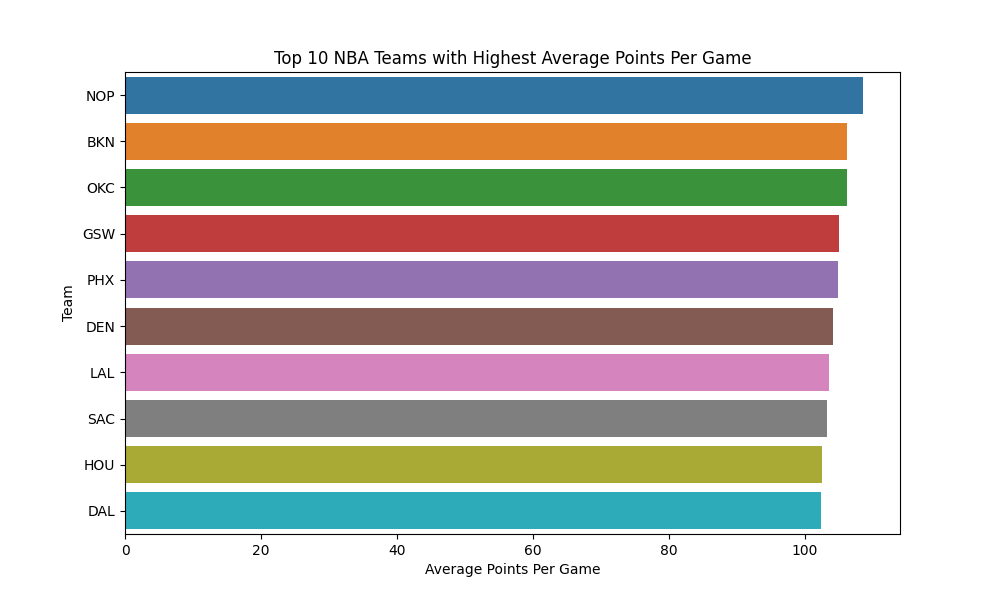 Top 10 NBA Teams with Highest Average Points Per Game
NOP
BKN
OKC
GSW
PHX
DEN
LAL
SAC
HOU
DAL
Team
0 20 40 60 80 100
Average Points Per Game